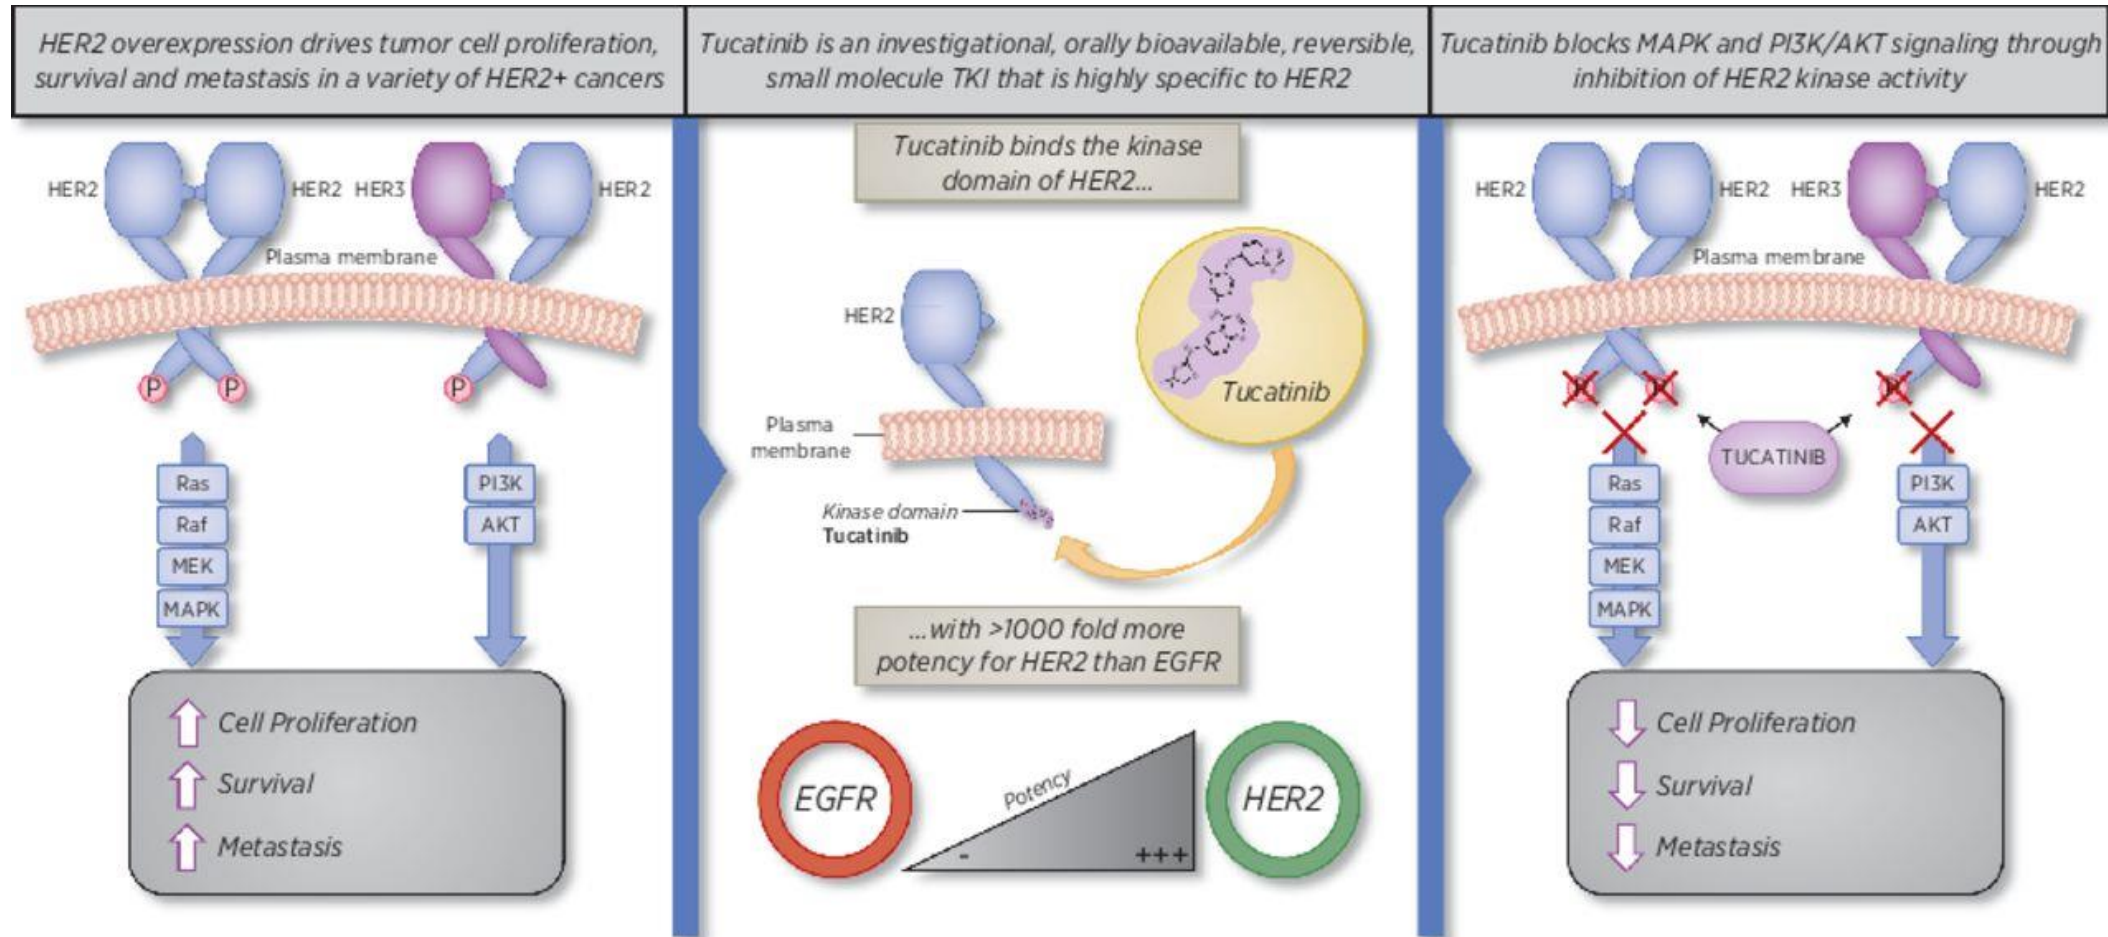 HER2 overexpression drives tumor cell proliferation,
survival and metastasis in a variety of HER2+ cancers
Tucatinib is an investigational, orally bioavailable, reversible,
small molecule TKI that is highly specific to HER2
Tucatinib blocks MAPK and PI3K/AKT signaling through
inhibition of HER2 kinase activity
HER2
HER2
HER3
HER2
Plasma membrane
P
P
P
Ras
Raf
MEK
MAPK
PI3K
AKT
Cell Proliferation
Survival
Metastasis
Tucatinib binds the kinase
domain of HER2...
HER2
Tucatinib
Plasma
membrane
Kinase domain
Tucatinib
...with >1000 fold more
potency for HER2 than EGFR
EGFR
Potency
-
+++
HER2
HER2
HER2
HER3
HER2
Plasma membrane
TUCATINIB
Ras
Raf
MEK
MAPK
PI3K
AKT
Cell Proliferation
Survival
Metastasis